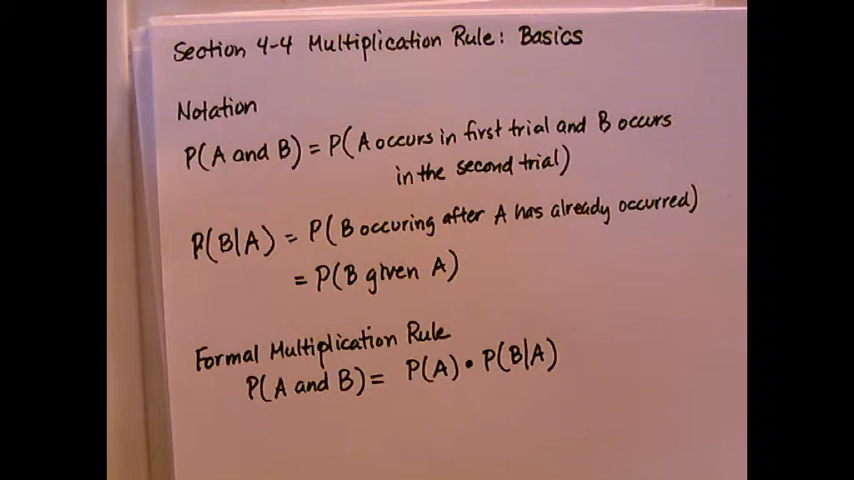 Section 4-4 Multiplication Rule: Basics
Notation
P(A and B) = P(A occurs in first trial and B occurs
in the second trial)
P(B|A) = P(B occuring after A has already occurred)
= P(B given A)
Formal Multiplication Rule
P(A and B) = P(A) • P(B|A)